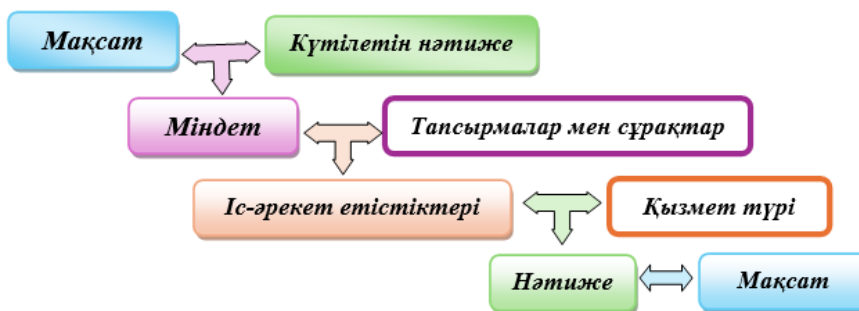 Мақсат
Күтілетін нәтиже
Міндет
Тапсырмалар мен сұрақтар
Іс-әрекет етістіктері
Қызмет түрі
Нәтиже
Мақсат